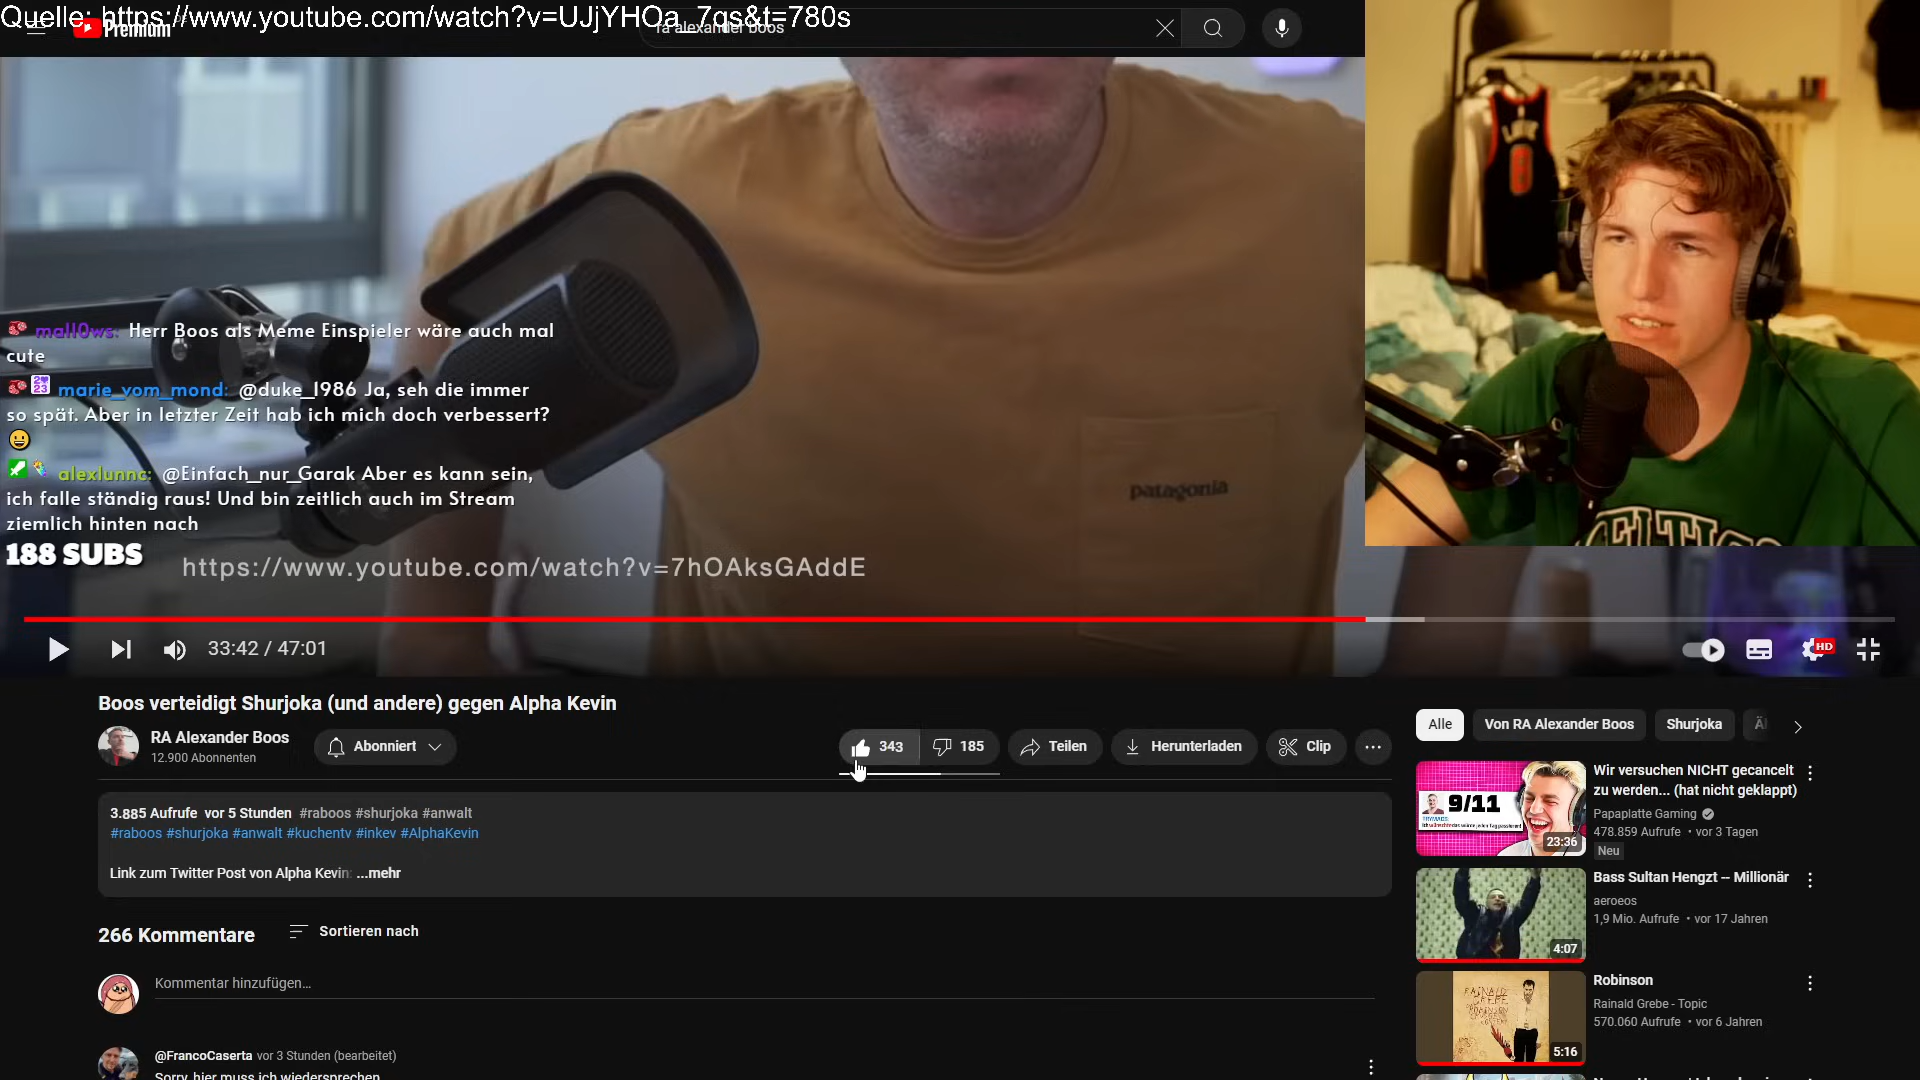 Quelle: https://www.youtube.com/watch?v=UJjYHOa_7qs&t=780s
Premium
ra alexander boos
mall0ws: Herr Boos als Meme Einspieler wäre auch mal
cute
marie_vom_mond: @duke_1986 Ja, seh die immer
so spät. Aber in letzter Zeit hab ich mich doch verbessert?
alexlunnc: @Einfach_nur_Garak Aber es kann sein,
ich falle ständig raus! Und bin zeitlich auch im Stream
ziemlich hinten nach
188 SUBS
https://www.youtube.com/watch?v=7hOAksGAddE
patagonia
33:42 / 47:01
HD
Boos verteidigt Shurjoka (und andere) gegen Alpha Kevin
RA Alexander Boos
12.900 Abonnenten
Abonniert
343
185
Teilen
Herunterladen
Clip
3.885 Aufrufe vor 5 Stunden #raboos #shurjoka #anwalt
#raboos #shurjoka #anwalt #kuchentv #inkev #AlphaKevin
Link zum Twitter Post von Alpha Kevin: ...mehr
266 Kommentare
Sortieren nach
Kommentar hinzufügen...
@FrancoCaserta vor 3 Stunden (bearbeitet)
Sorry, hier muss ich wiedersprechen
Alle
Von RA Alexander Boos
Shurjoka
9/11
23:36
Wir versuchen NICHT gecancelt
zu werden... (hat nicht geklappt)
Papaplatte Gaming
478.859 Aufrufe • vor 3 Tagen
Neu
4:07
Bass Sultan Hengzt -- Millionär
aeroeos
1,9 Mio. Aufrufe • vor 17 Jahren
5:16
Robinson
Rainald Grebe - Topic
570.060 Aufrufe • vor 6 Jahren